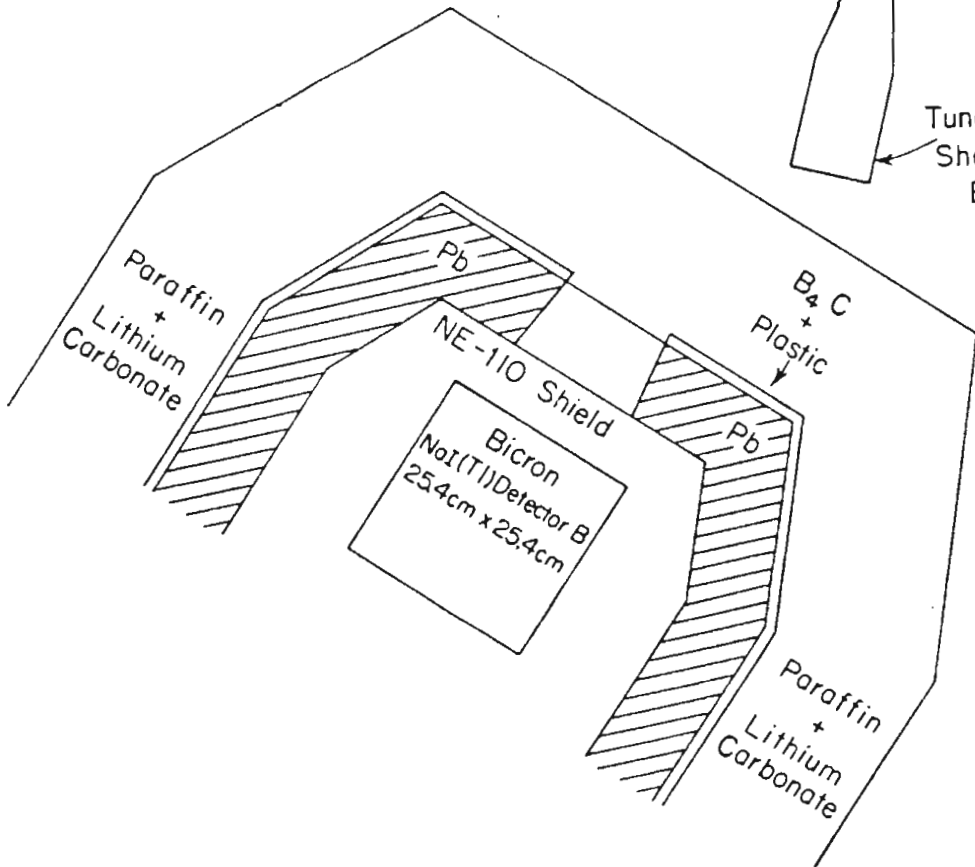 Pb
Paraffin
+
Lithium
Carbonate
B₄ C
+
Plastic
NE-110 Shield
Pb
Bicron
NaI(Tl)Detector B
25.4cm x 25.4cm
Paraffin
+
Lithium
Carbonate